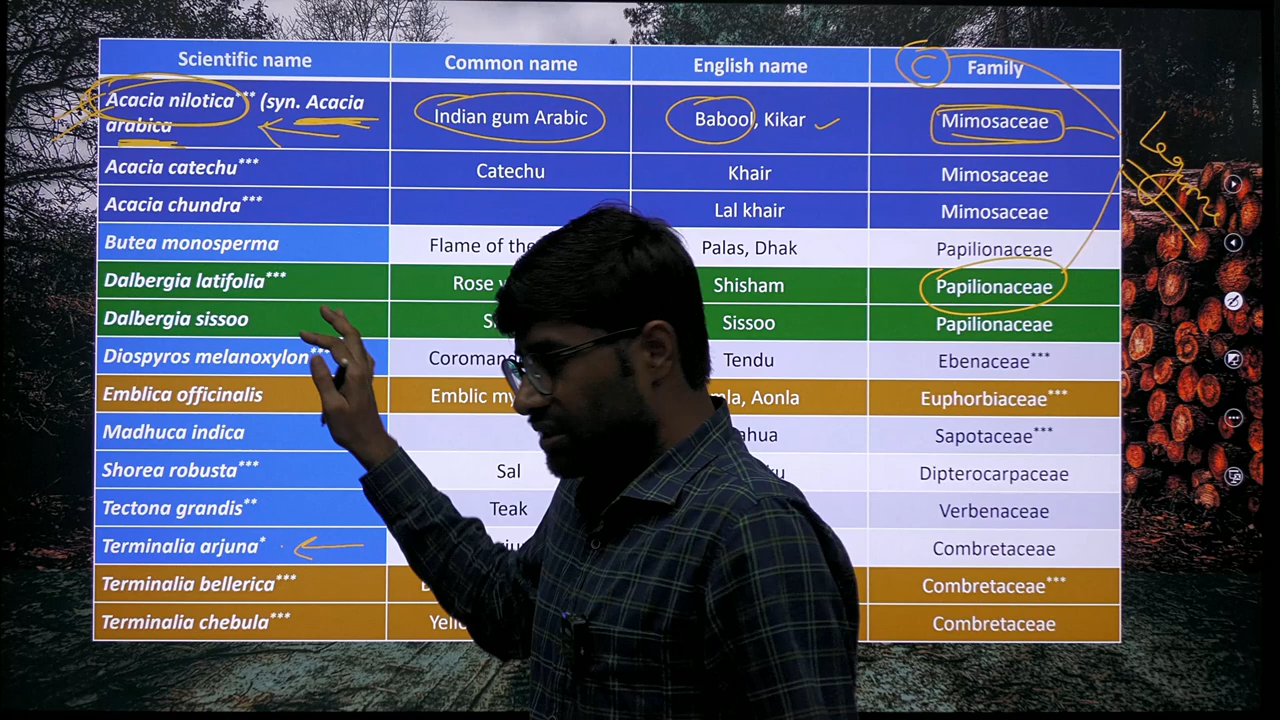 Scientific name Common name English name C Family
Acacia nilotica*** (syn. Acacia arabica Indian gum Arabic Babool, Kikar Mimosaceae
Acacia catechu*** Catechu Khair Mimosaceae
Acacia chundra*** Lal khair Mimosaceae
Butea monosperma Flame of the Palas, Dhak Papilionaceae
Dalbergia latifolia*** Rose Shisham Papilionaceae
Dalbergia sissoo Sissoo Papilionaceae
Diospyros melanoxylon*** Tendu Ebenaceae***
Emblica officinalis Emblic Aonla Euphorbiaceae***
Madhuca indica Sapotaceae***
Shorea robusta*** Sal Dipterocarpaceae
Tectona grandis** Teak Verbenaceae
Terminalia arjuna* Combretaceae
Terminalia bellerica*** Combretaceae***
Terminalia chebula*** Combretaceae